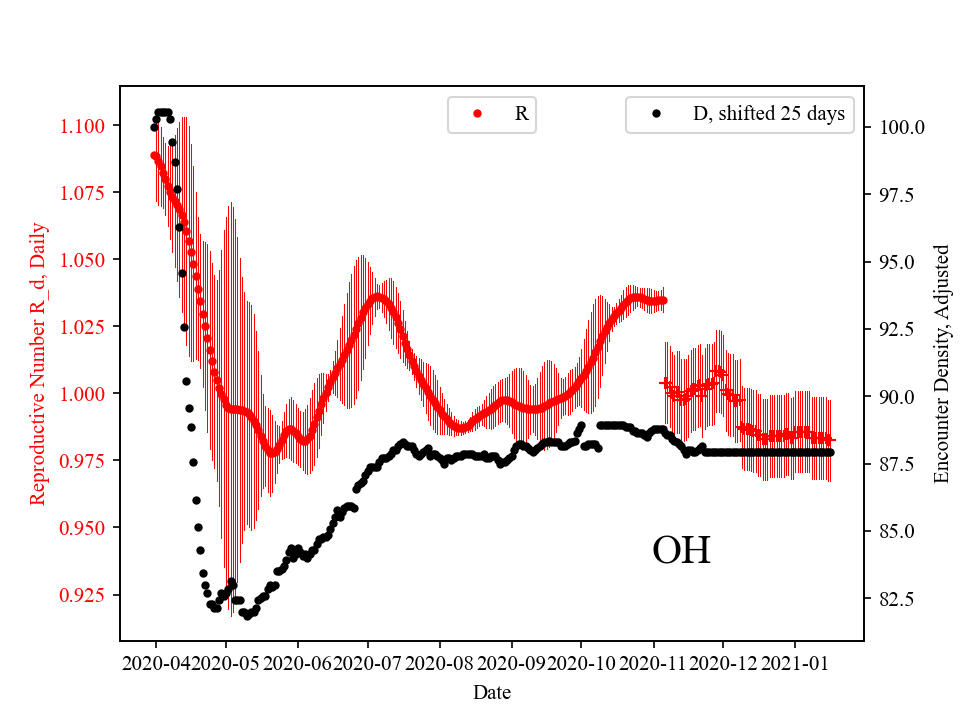 R
D, shifted 25 days
1.100
1.075
1.050
1.025
1.000
0.975
0.950
0.925
Reproductive Number R_d, Daily
100.0
97.5
95.0
92.5
90.0
87.5
85.0
82.5
Encounter Density, Adjusted
OH
2020-04 2020-05 2020-06 2020-07 2020-08 2020-09 2020-10 2020-11 2020-12 2021-01
Date